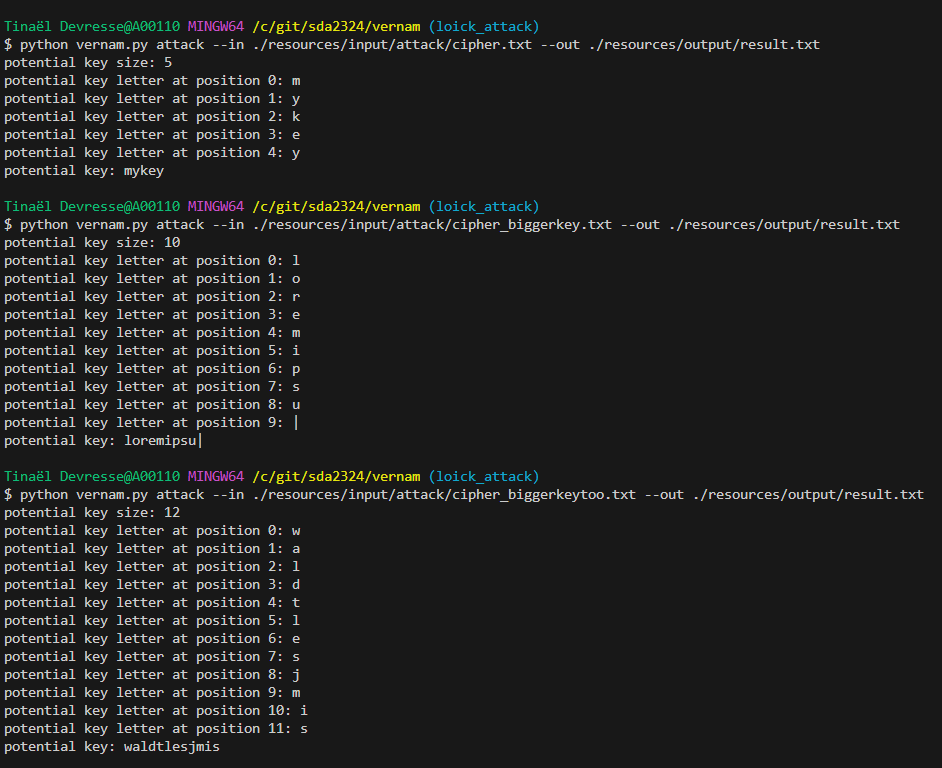 Tinaël Devresse@A00110 MINGW64 /c/git/sda2324/vernam (loick_attack)
$ python vernam.py attack --in ./resources/input/attack/cipher.txt --out ./resources/output/result.txt
potential key size: 5
potential key letter at position 0: m
potential key letter at position 1: y
potential key letter at position 2: k
potential key letter at position 3: e
potential key letter at position 4: y
potential key: mykey

Tinaël Devresse@A00110 MINGW64 /c/git/sda2324/vernam (loick_attack)
$ python vernam.py attack --in ./resources/input/attack/cipher_biggerkey.txt --out ./resources/output/result.txt
potential key size: 10
potential key letter at position 0: l
potential key letter at position 1: o
potential key letter at position 2: r
potential key letter at position 3: e
potential key letter at position 4: m
potential key letter at position 5: i
potential key letter at position 6: p
potential key letter at position 7: s
potential key letter at position 8: u
potential key letter at position 9: |
potential key: loremipsu|

Tinaël Devresse@A00110 MINGW64 /c/git/sda2324/vernam (loick_attack)
$ python vernam.py attack --in ./resources/input/attack/cipher_biggerkeytoo.txt --out ./resources/output/result.txt
potential key size: 12
potential key letter at position 0: w
potential key letter at position 1: a
potential key letter at position 2: l
potential key letter at position 3: d
potential key letter at position 4: t
potential key letter at position 5: l
potential key letter at position 6: e
potential key letter at position 7: s
potential key letter at position 8: j
potential key letter at position 9: m
potential key letter at position 10: i
potential key letter at position 11: s
potential key: waldtlesjmis